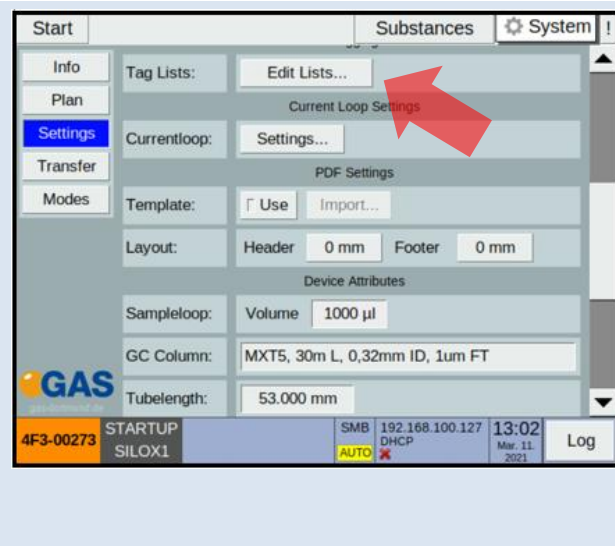 Start
Substances
System
!
Info
Tag Lists:
Edit Lists...
Plan
Current Loop Settings
Settings
Currentloop:
Settings...
Transfer
PDF Settings
Modes
Template:
Use
Import...
Layout:
Header
0 mm
Footer
0 mm
Device Attributes
Sampleloop:
Volume
1000 µl
GC Column:
MXT5, 30m L, 0,32mm ID, 1um FT
GAS
Tubelength:
53.000 mm
4F3-00273
STARTUP
SILOX1
SMB
AUTO
192.168.100.127
DHCP
13:02
Mar. 11.
2021
Log